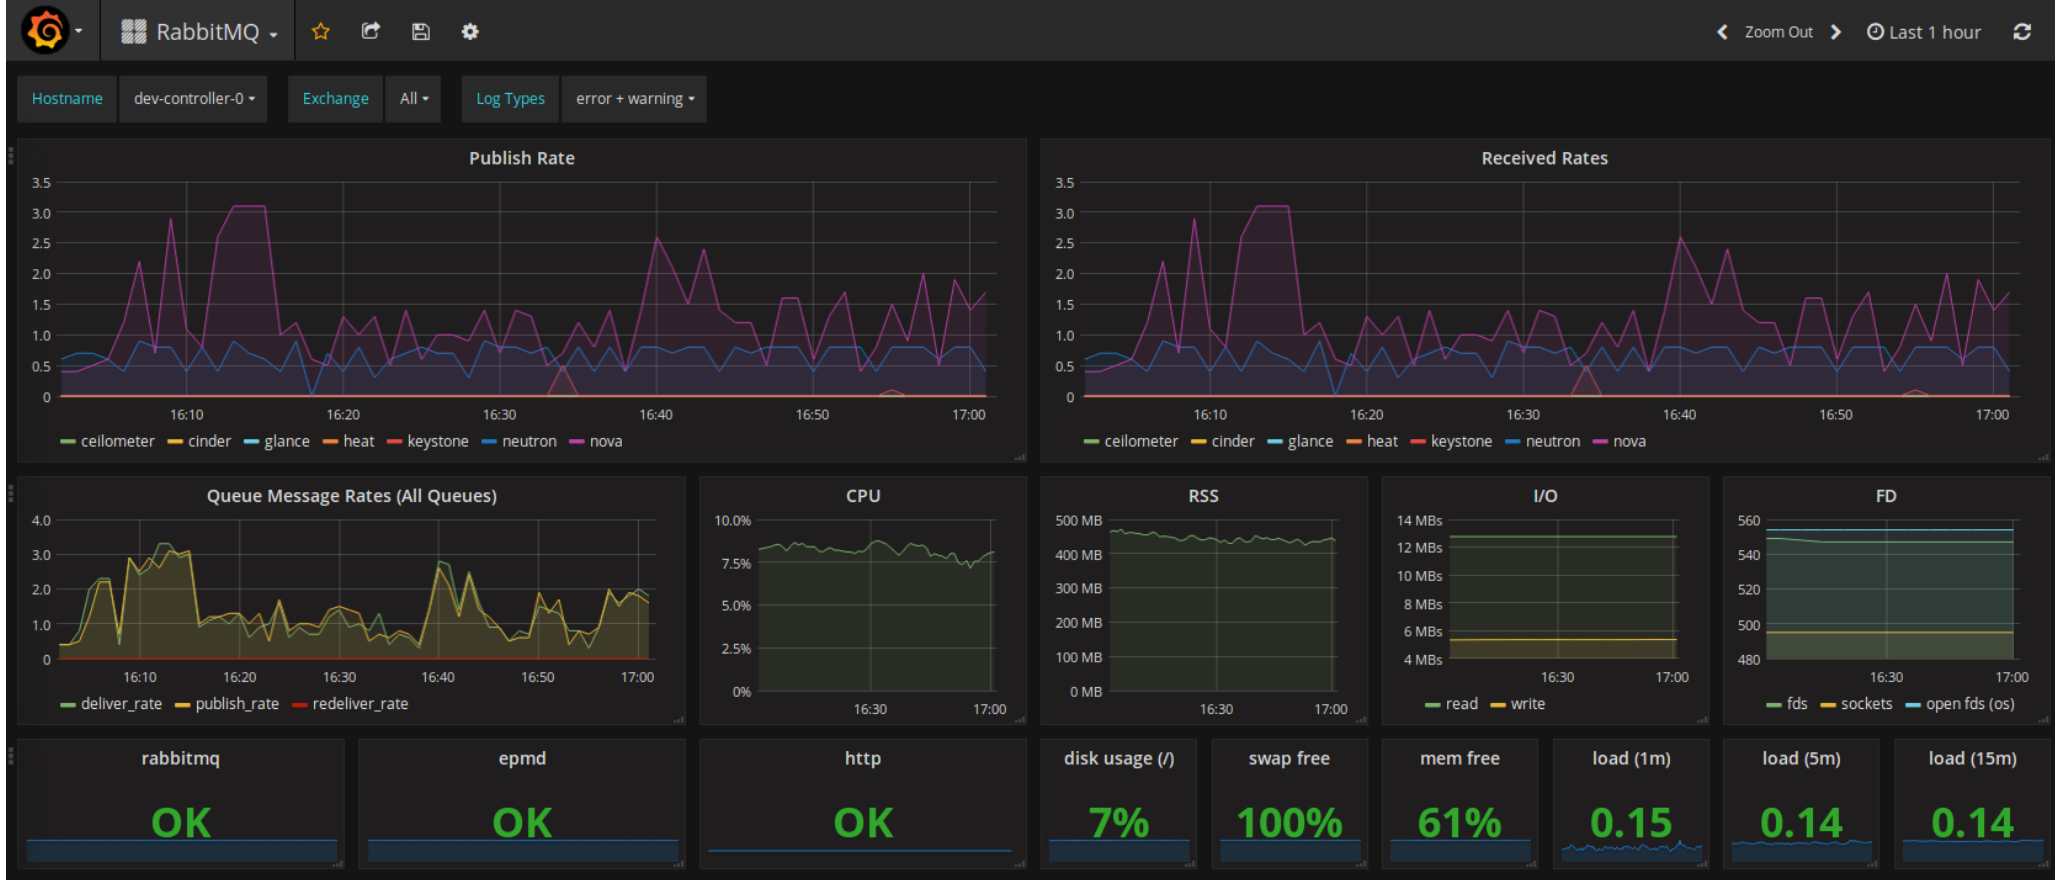 RabbitMQ
Zoom Out
Last 1 hour
Hostname dev-controller-0 Exchange All Log Types error + warning
Publish Rate
3.5
3.0
2.5
2.0
1.5
1.0
0.5
0
16:10 16:20 16:30 16:40 16:50 17:00
ceilometer cinder glance heat keystone neutron nova
Received Rates
3.5
3.0
2.5
2.0
1.5
1.0
0.5
0
16:10 16:20 16:30 16:40 16:50 17:00
ceilometer cinder glance heat keystone neutron nova
Queue Message Rates (All Queues)
4.0
3.0
2.0
1.0
0
16:10 16:20 16:30 16:40 16:50 17:00
deliver_rate publish_rate redeliver_rate
CPU
10.0%
7.5%
5.0%
2.5%
0%
16:30 17:00
RSS
500 MB
400 MB
300 MB
200 MB
100 MB
0 MB
16:30 17:00
I/O
14 MBs
12 MBs
10 MBs
8 MBs
6 MBs
4 MBs
16:30 17:00
read write
FD
560
540
520
500
480
16:30 17:00
fds sockets open fds (os)
rabbitmq
OK
epmd
OK
http
OK
disk usage (/)
7%
swap free
100%
mem free
61%
load (1m)
0.15
load (5m)
0.14
load (15m)
0.14